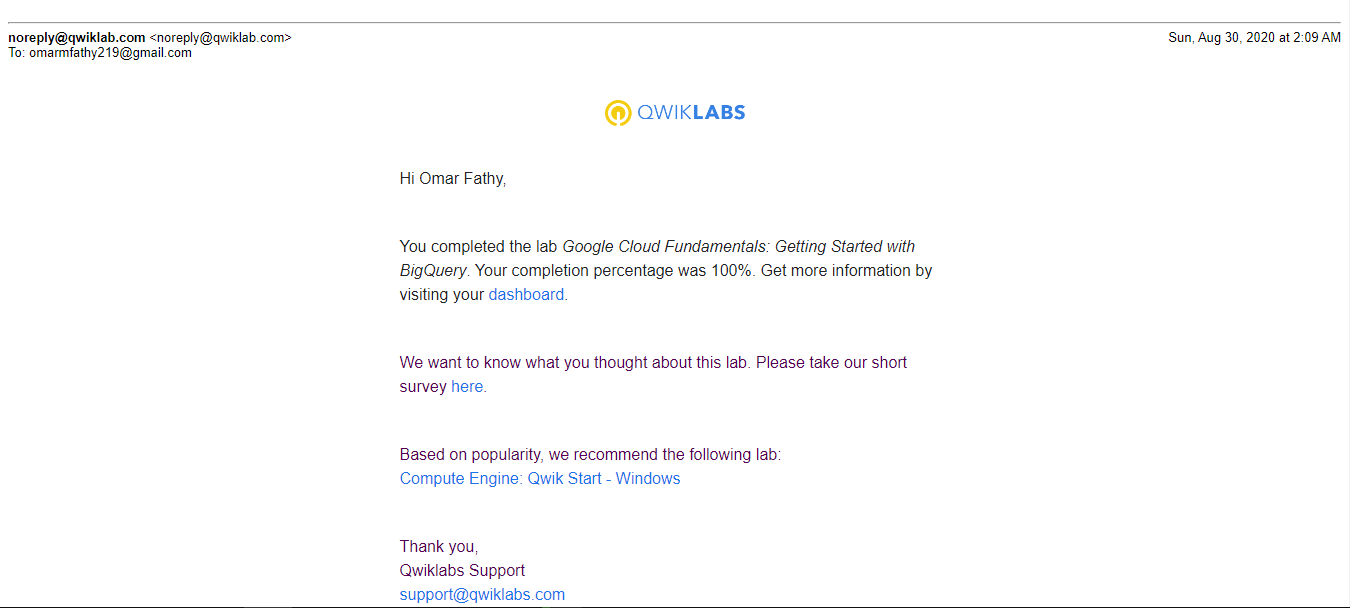 noreply@qwiklab.com <noreply@qwiklab.com>
Sun, Aug 30, 2020 at 2:09 AM
To: omarmfathy219@gmail.com
QWIKLABS
Hi Omar Fathy,
You completed the lab Google Cloud Fundamentals: Getting Started with
BigQuery. Your completion percentage was 100%. Get more information by
visiting your dashboard.
We want to know what you thought about this lab. Please take our short
survey here.
Based on popularity, we recommend the following lab:
Compute Engine: Qwik Start - Windows
Thank you,
Qwiklabs Support
support@qwiklabs.com